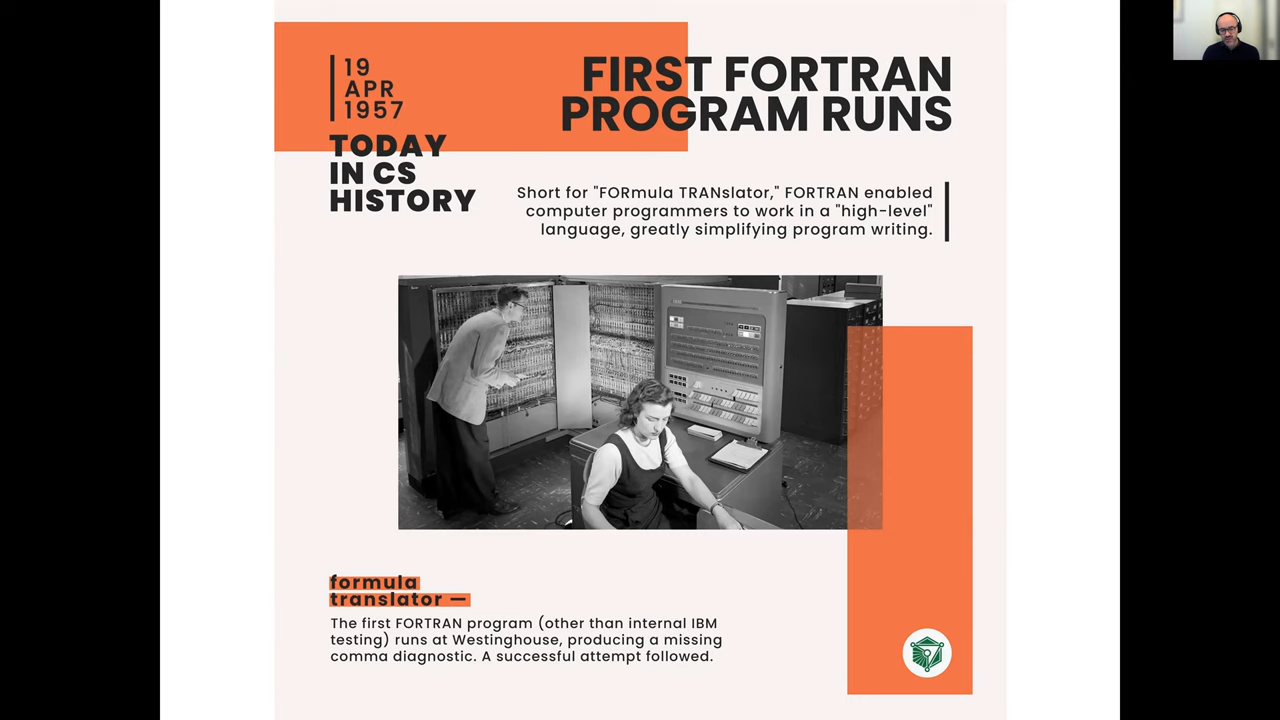 19
APR
1957
TODAY
IN CS
HISTORY
FIRST FORTRAN
PROGRAM RUNS
Short for "FORmula TRANslator," FORTRAN enabled
computer programmers to work in a "high-level"
language, greatly simplifying program writing.
formula
translator —
The first FORTRAN program (other than internal IBM
testing) runs at Westinghouse, producing a missing
comma diagnostic. A successful attempt followed.